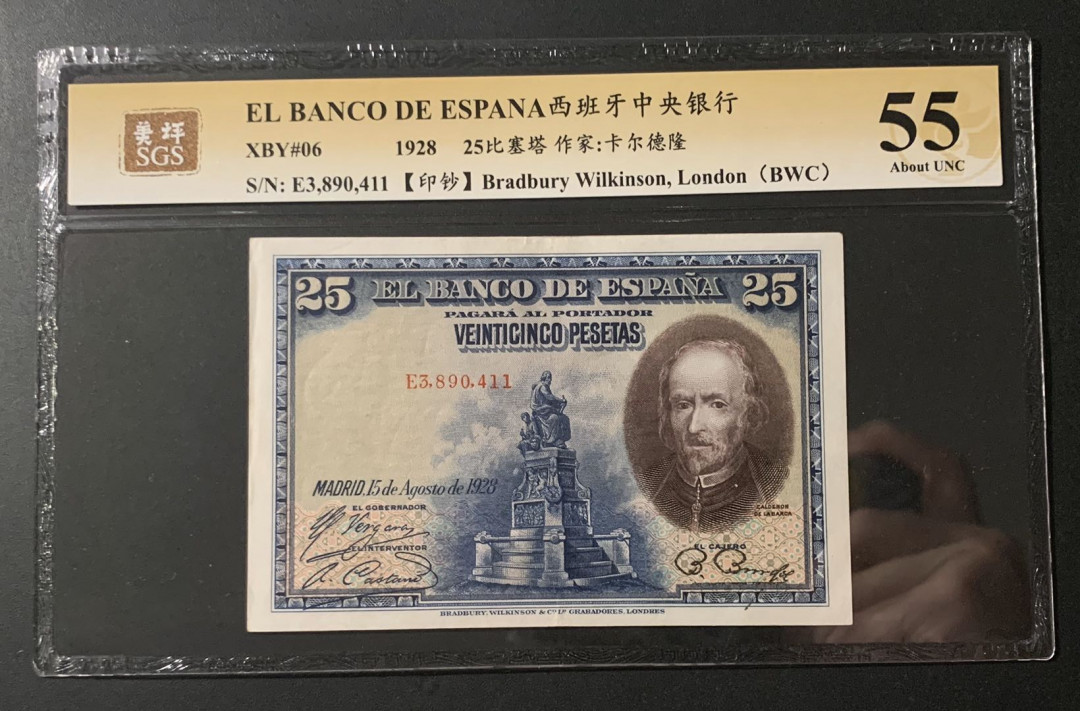 美坪
SGS
EL BANCO DE ESPANA西班牙中央银行
XBY#06 1928 25比塞塔 作家:卡尔德隆
S/N: E3,890,411 【印钞】Bradbury Wilkinson, London（BWC）
55
About UNC
25 EL BANCO DE ESPAÑA 25
PAGARÁ AL PORTADOR
VEINTICINCO PESETAS
E3,890,411
MADRID, 15 de Agosto de 1928
CALDERON
DE LA BARCA
EL GOBERNADOR
EL INTERVENTOR
EL CAJERO
BRADBURY, WILKINSON & Cº Lᵈ GRABADORES. LONDRES